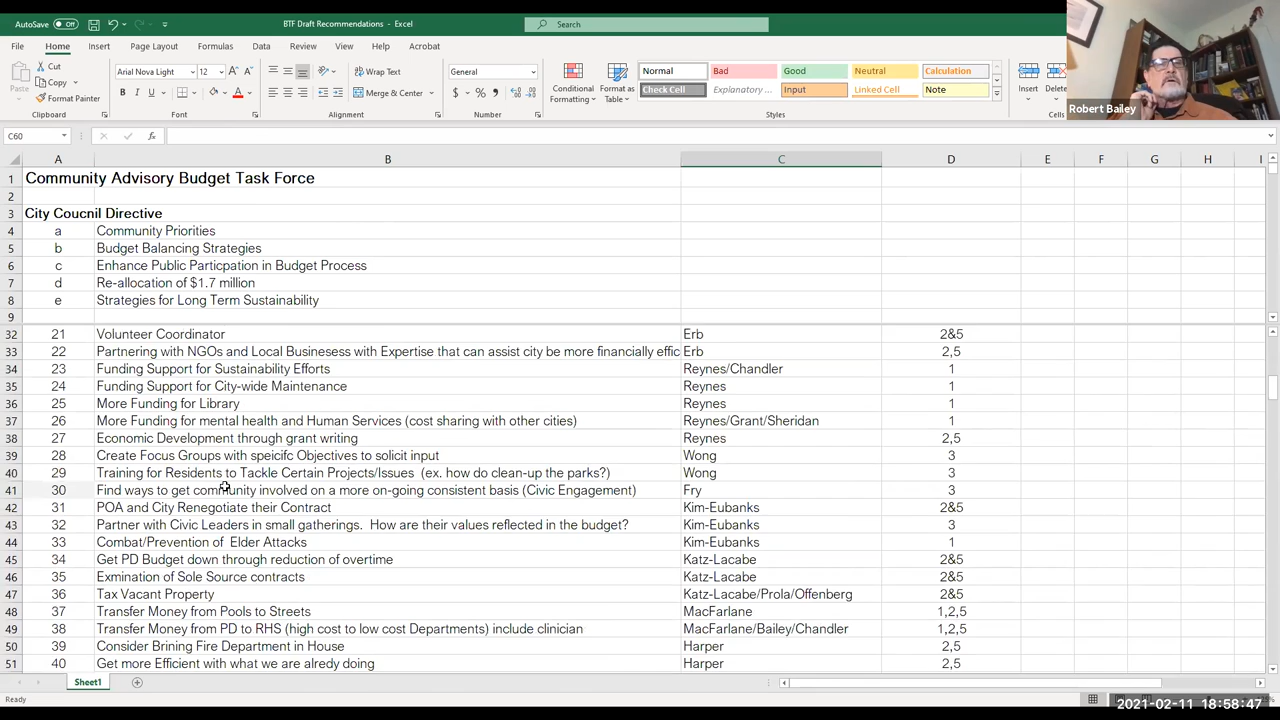 AutoSave Off BTF Draft Recommendations - Excel Search
File Home Insert Page Layout Formulas Data Review View Help Acrobat
Cut Arial Nova Light 12 Wrap Text General Normal Bad Good Neutral Calculation
Copy Conditional Format as Insert Delete
Paste Format Painter Merge & Center Formatting Table Check Cell Explanatory ... Input Linked Cell Note
Clipboard Font Alignment Number Styles Cells
Robert Bailey
C60 fx
A B C D E F G H I
1 Community Advisory Budget Task Force
2
3 City Coucnil Directive
4 a Community Priorities
5 b Budget Balancing Strategies
6 c Enhance Public Particpation in Budget Process
7 d Re-allocation of $1.7 million
8 e Strategies for Long Term Sustainability
9
32 21 Volunteer Coordinator Erb 2&5
33 22 Partnering with NGOs and Local Businesess with Expertise that can assist city be more financially effic Erb 2,5
34 23 Funding Support for Sustainability Efforts Reynes/Chandler 1
35 24 Funding Support for City-wide Maintenance Reynes 1
36 25 More Funding for Library Reynes 1
37 26 More Funding for mental health and Human Services (cost sharing with other cities) Reynes/Grant/Sheridan 1
38 27 Economic Development through grant writing Reynes 2,5
39 28 Create Focus Groups with speicifc Objectives to solicit input Wong 3
40 29 Training for Residents to Tackle Certain Projects/Issues (ex. how do clean-up the parks?) Wong 3
41 30 Find ways to get community involved on a more on-going consistent basis (Civic Engagement) Fry 3
42 31 POA and City Renegotiate their Contract Kim-Eubanks 2&5
43 32 Partner with Civic Leaders in small gatherings. How are their values reflected in the budget? Kim-Eubanks 3
44 33 Combat/Prevention of Elder Attacks Kim-Eubanks 1
45 34 Get PD Budget down through reduction of overtime Katz-Lacabe 2&5
46 35 Exmination of Sole Source contracts Katz-Lacabe 2&5
47 36 Tax Vacant Property Katz-Lacabe/Prola/Offenberg 2&5
48 37 Transfer Money from Pools to Streets MacFarlane 1,2,5
49 38 Transfer Money from PD to RHS (high cost to low cost Departments) include clinician MacFarlane/Bailey/Chandler 1,2,5
50 39 Consider Brining Fire Department in House Harper 2,5
51 40 Get more Efficient with what we are alredy doing Harper 2,5
Sheet1
Ready
2021-02-11 18:58:47